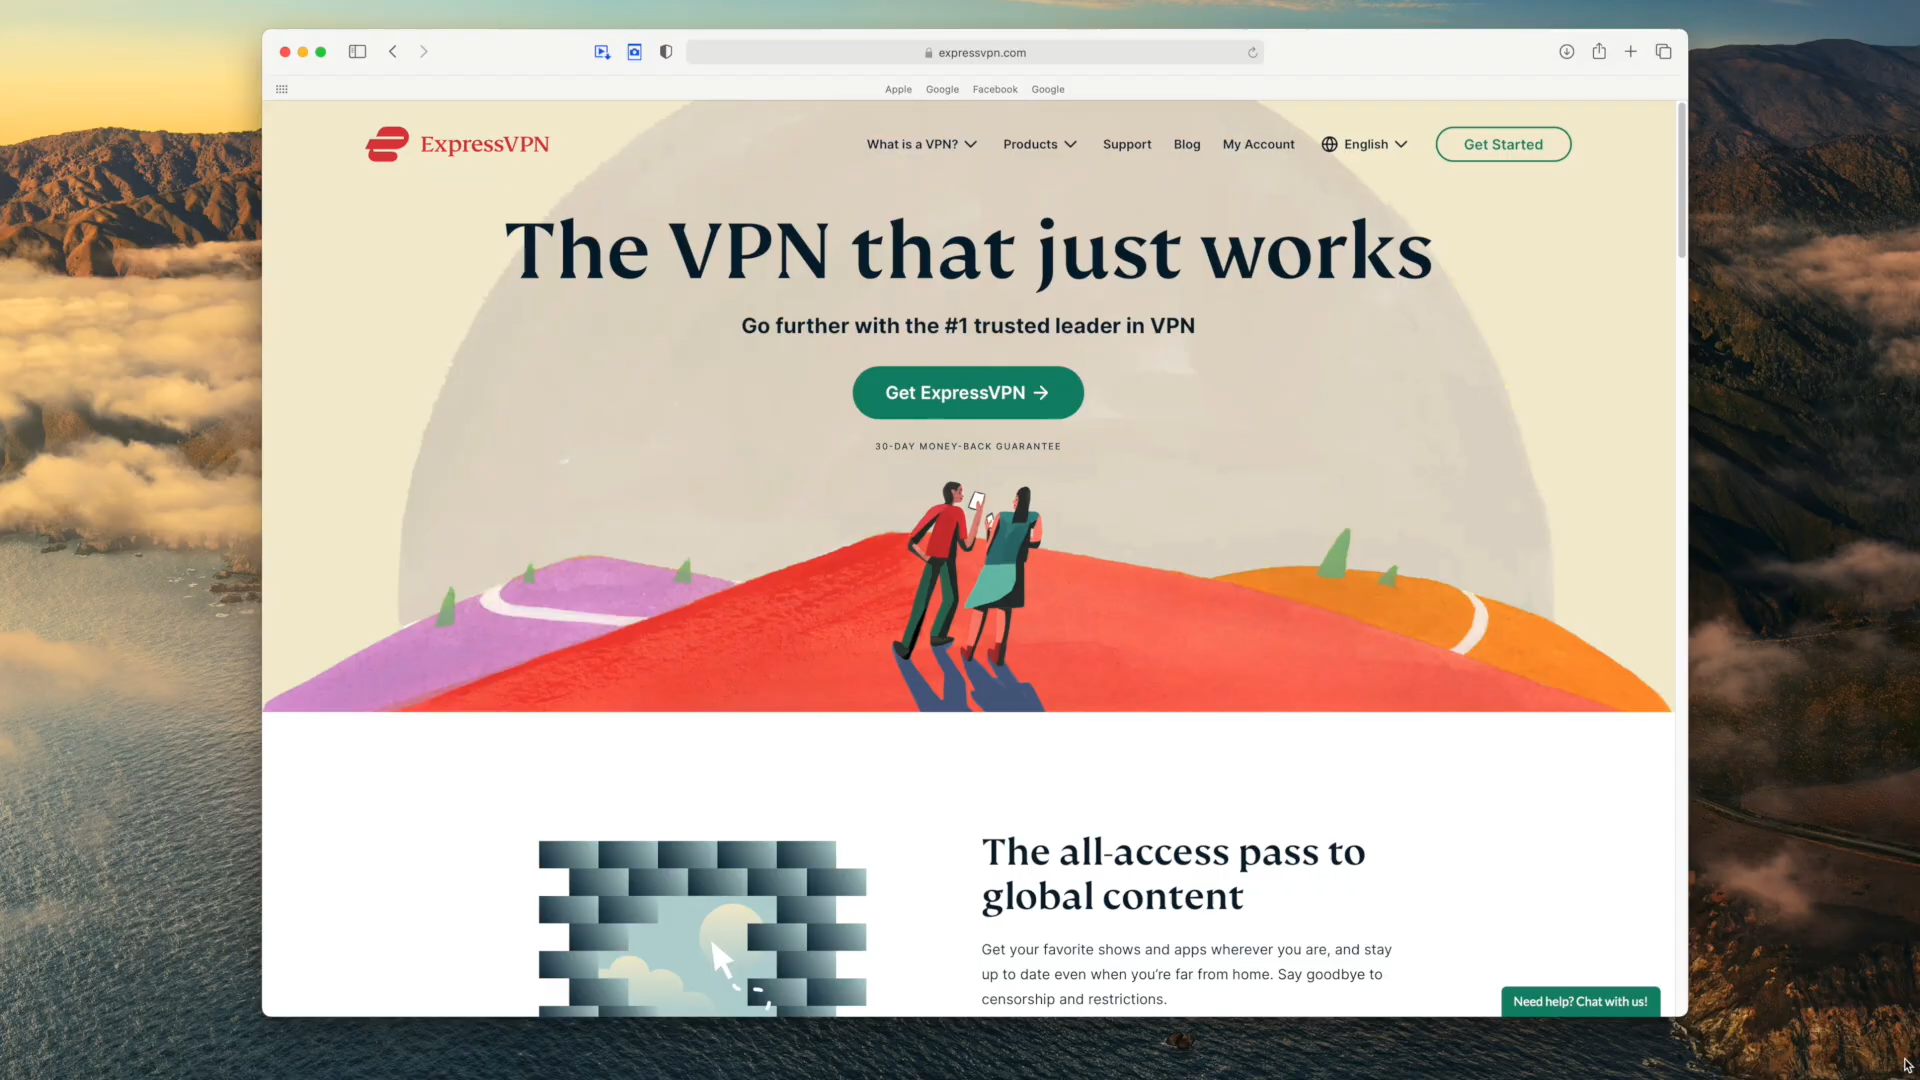 expressvpn.com
Apple Google Facebook Google
ExpressVPN
What is a VPN? Products Support Blog My Account English Get Started
The VPN that just works
Go further with the #1 trusted leader in VPN
Get ExpressVPN →
30-DAY MONEY-BACK GUARANTEE
The all-access pass to
global content
Get your favorite shows and apps wherever you are, and stay
up to date even when you’re far from home. Say goodbye to
censorship and restrictions.
Need help? Chat with us!